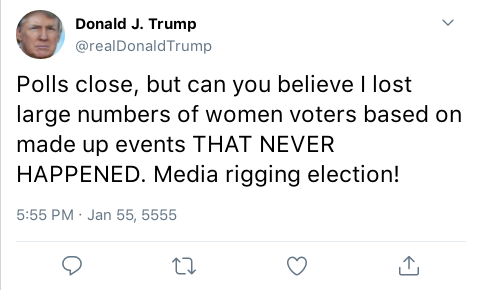 Donald J. Trump
@realDonaldTrump
Polls close, but can you believe I lost
large numbers of women voters based on
made up events THAT NEVER
HAPPENED. Media rigging election!
5:55 PM · Jan 55, 5555